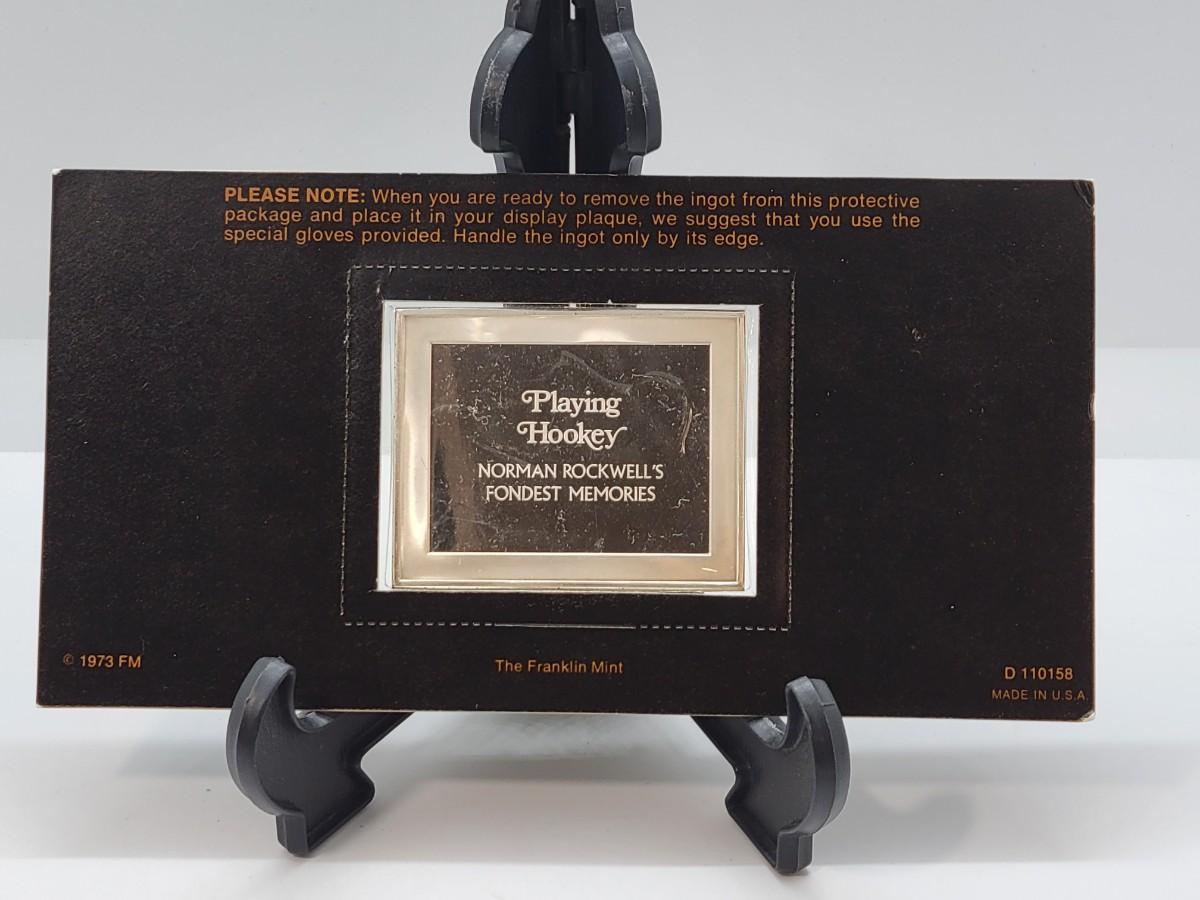 PLEASE NOTE: When you are ready to remove the ingot from this protective
package and place it in your display plaque, we suggest that you use the
special gloves provided. Handle the ingot only by its edge.
Playing
Hookey
NORMAN ROCKWELL'S
FONDEST MEMORIES
© 1973 FM
The Franklin Mint
D 110158
MADE IN U.S.A.